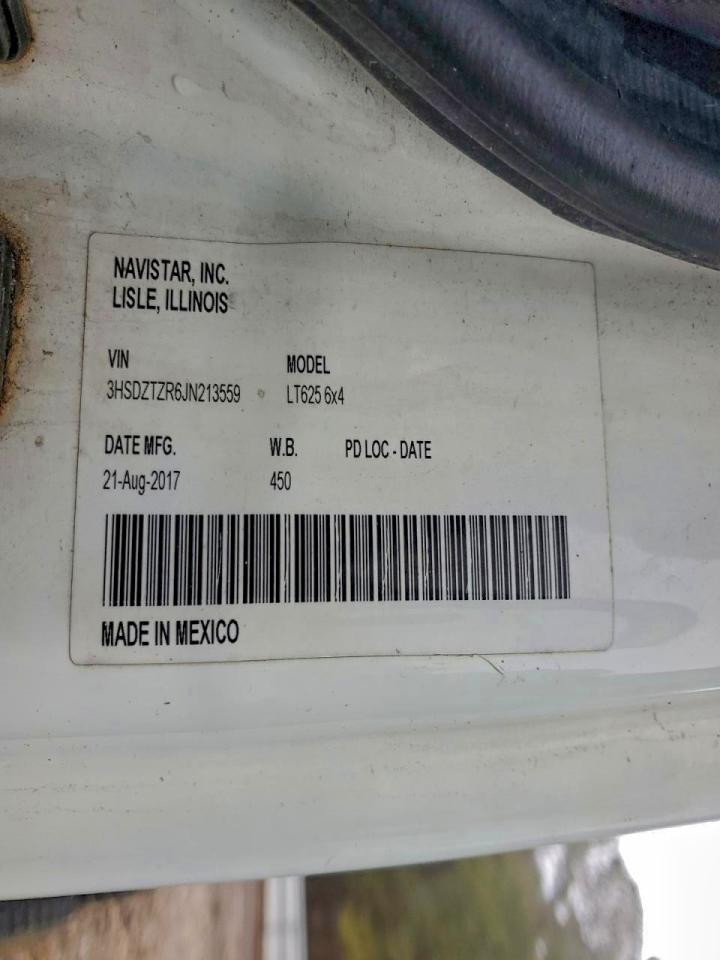 NAVISTAR, INC.
LISLE, ILLINOIS
VIN MODEL
3HSDZTZR6JN213559 LT625 6x4
DATE MFG. W.B. PD LOC - DATE
21-Aug-2017 450
MADE IN MEXICO